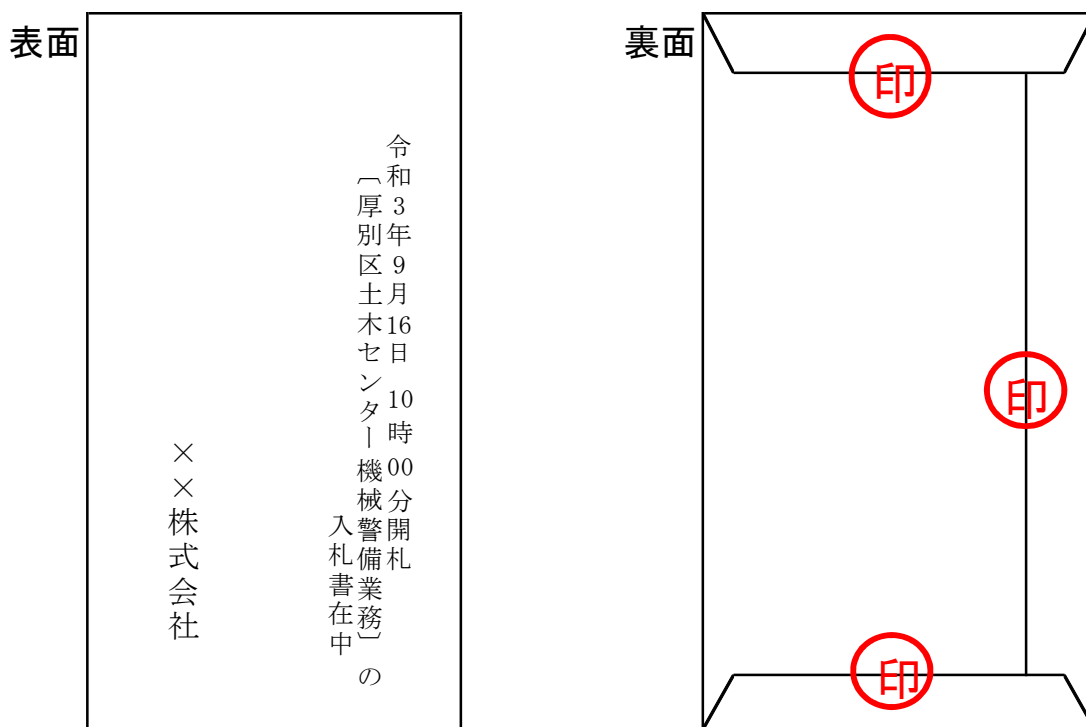 表面
令和3年9月16日 10時00分開札
〔厚別区土木センター機械警備業務〕の
入札書在中
××株式会社
裏面
印
印
印